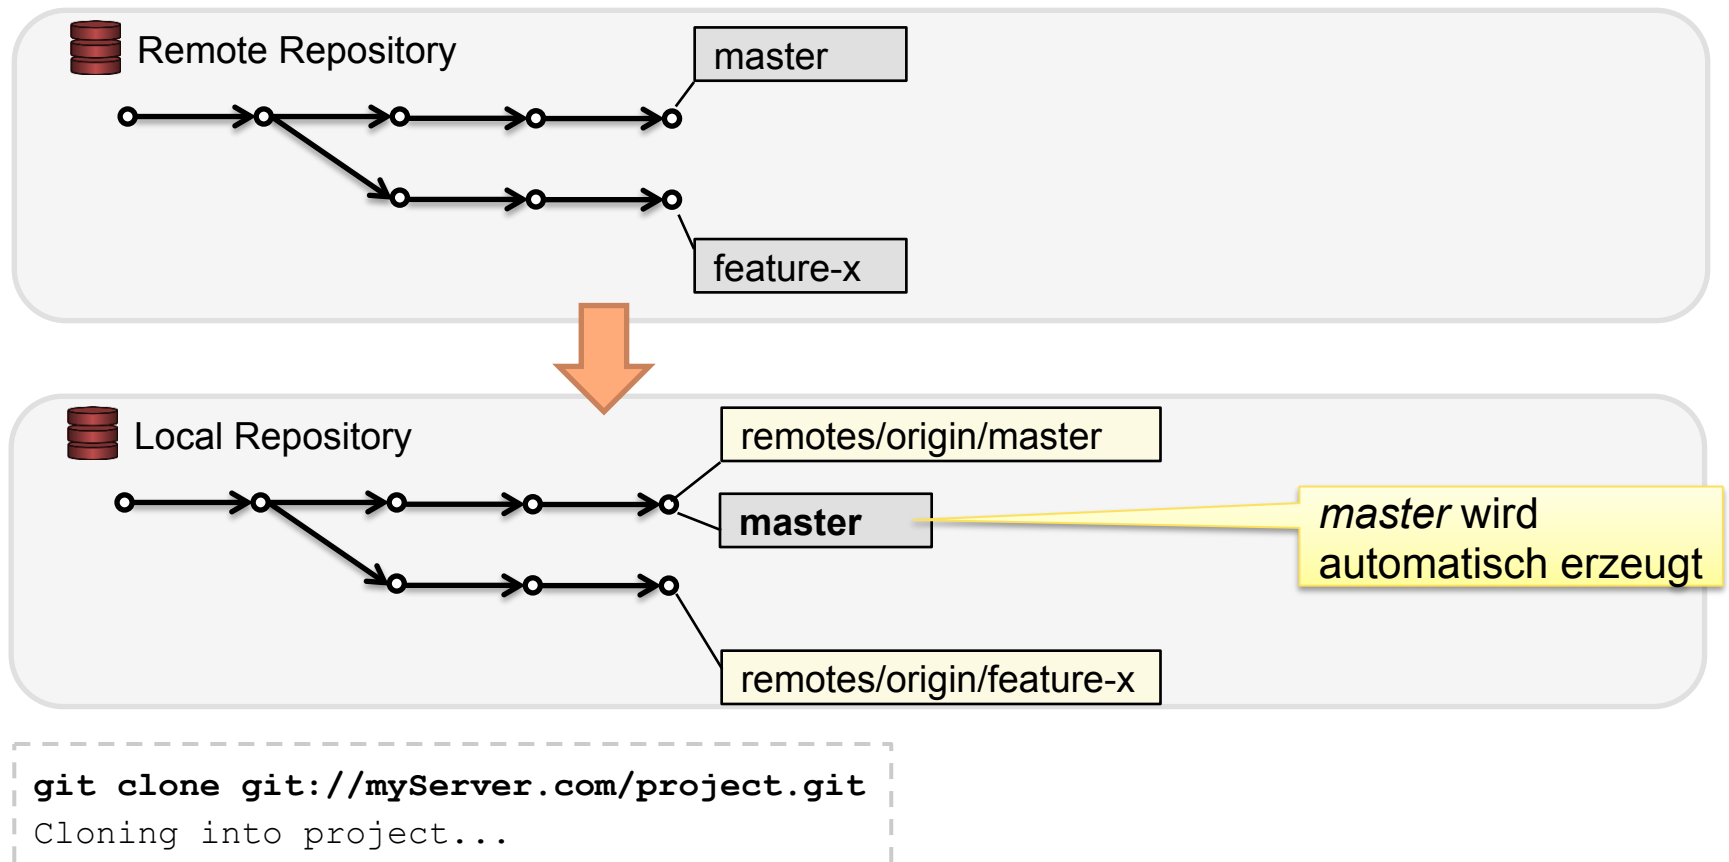 Remote Repository
master
feature-x
Local Repository
remotes/origin/master
master
master wird
automatisch erzeugt
remotes/origin/feature-x
git clone git://myServer.com/project.git
Cloning into project...